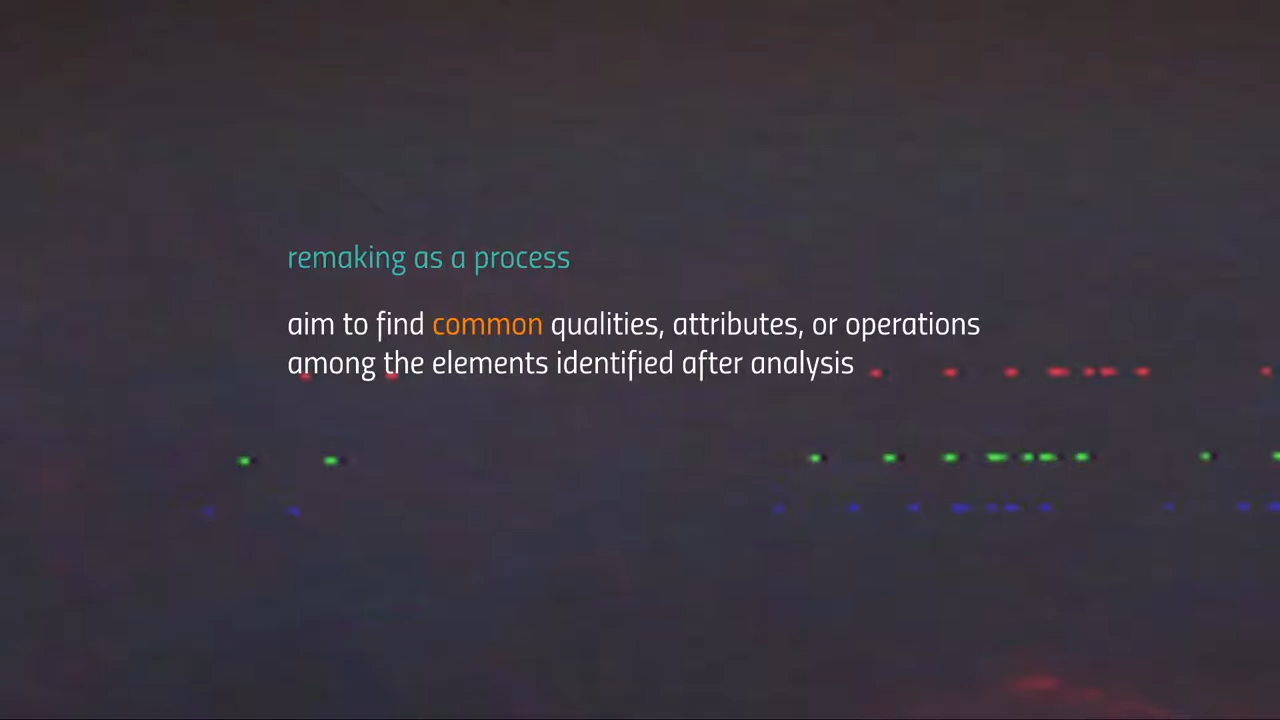 remaking as a process
aim to find common qualities, attributes, or operations
among the elements identified after analysis